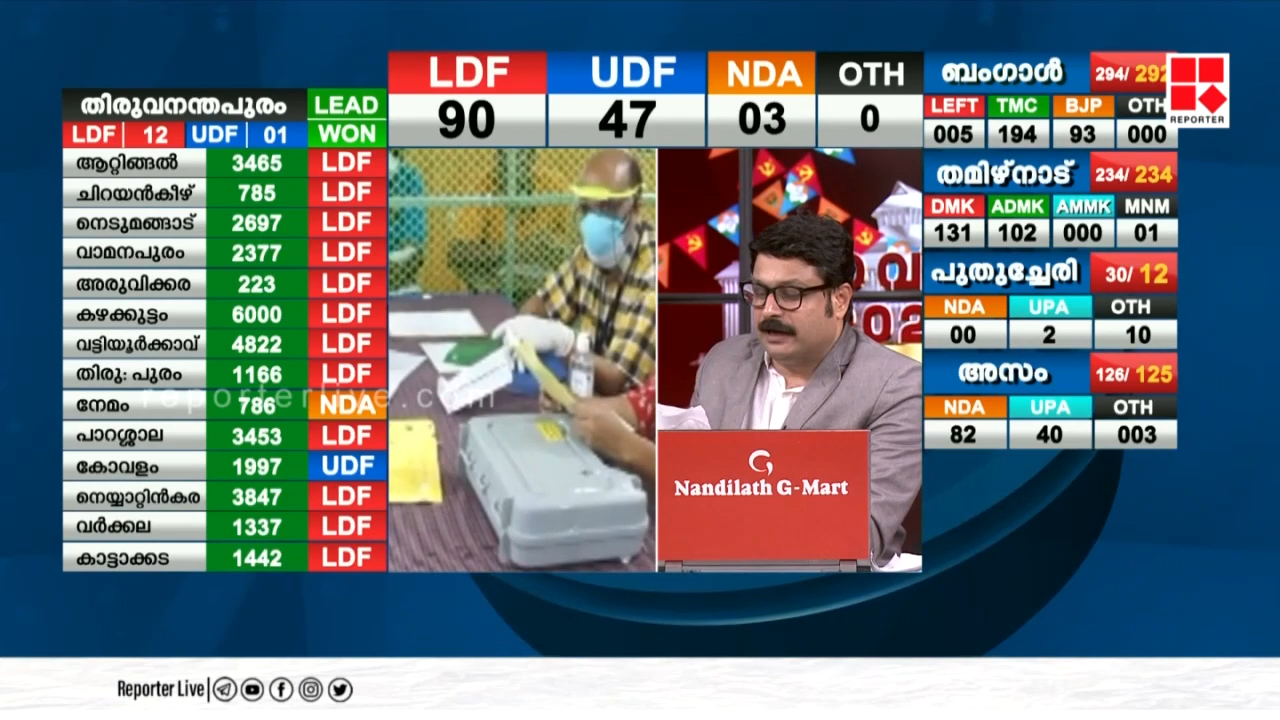 തിരുവനന്തപുരം LEAD
LDF 12 UDF 01 WON
ആറ്റിങ്ങൽ 3465 LDF
ചിറയൻകീഴ് 785 LDF
നെടുമങ്ങാട് 2697 LDF
വാമനപുരം 2377 LDF
അരുവിക്കര 223 LDF
കഴക്കൂട്ടം 6000 LDF
വട്ടിയൂർക്കാവ് 4822 LDF
തിരു: പുരം 1166 LDF
നേമം 786 NDA
പാറശ്ശാല 3453 LDF
കോവളം 1997 UDF
നെയ്യാറ്റിൻകര 3847 LDF
വർക്കല 1337 LDF
കാട്ടാക്കട 1442 LDF
LDF UDF NDA OTH
90 47 03 0
reporterlive.com
Nandilath G-Mart
ബംഗാൾ 294/ 292
LEFT TMC BJP OTH
005 194 93 000
തമിഴ്നാട് 234/ 234
DMK ADMK AMMK MNM
131 102 000 01
പുതുച്ചേരി 30/ 12
NDA UPA OTH
00 2 10
അസം 126/ 125
NDA UPA OTH
82 40 003
REPORTER
Reporter Live